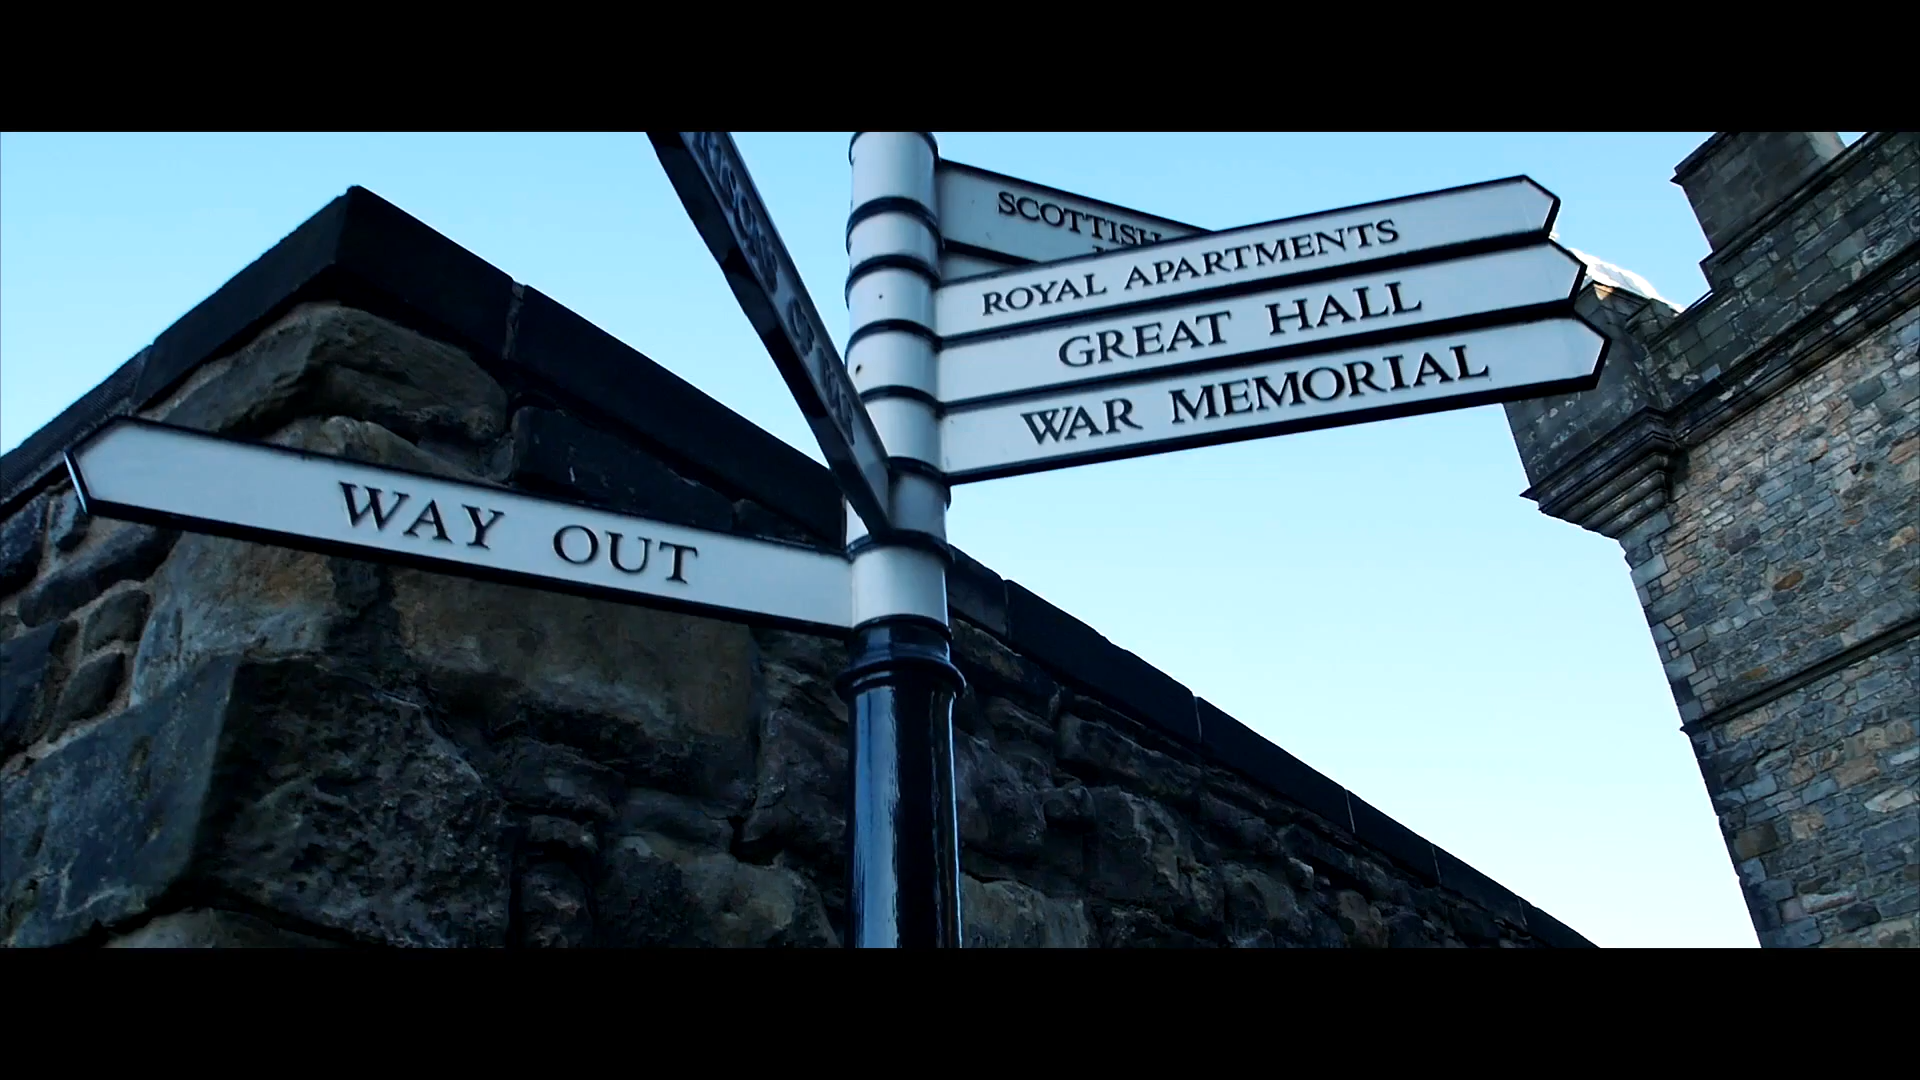 SCOTTISH
ROYAL APARTMENTS
GREAT HALL
WAR MEMORIAL
WAY OUT